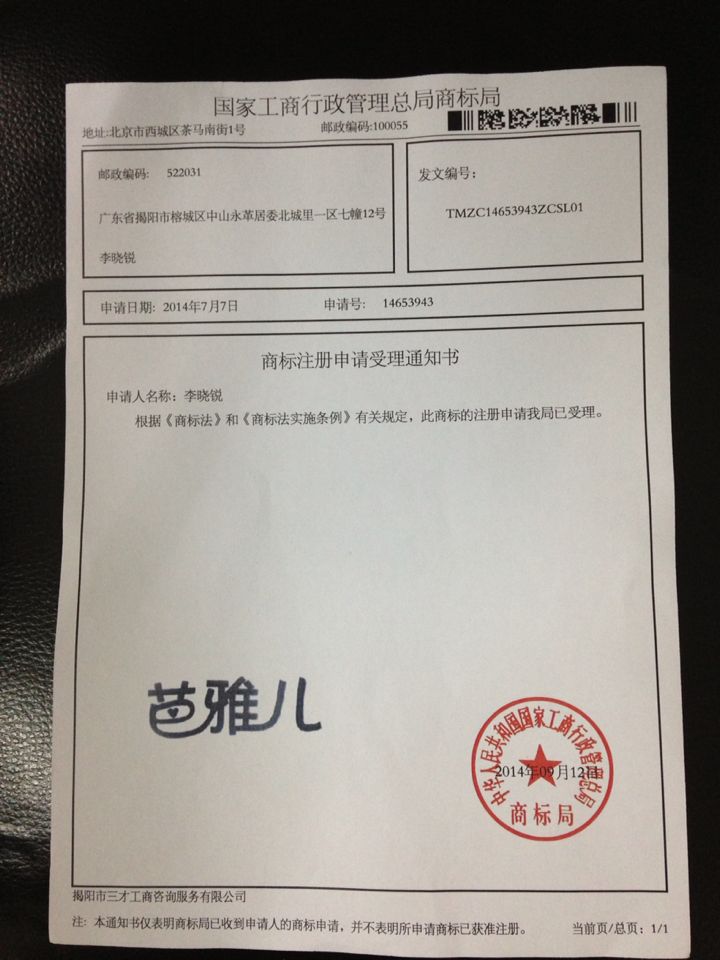 国家工商行政管理总局商标局
地址:北京市西城区茶马南街1号 邮政编码:100055
邮政编码: 522031
广东省揭阳市榕城区中山永革居委北城里一区七幢12号
李晓锐
发文编号:
TMZC14653943ZCSL01
申请日期: 2014年7月7日 申请号: 14653943
商标注册申请受理通知书
申请人名称: 李晓锐
根据《商标法》和《商标法实施条例》有关规定，此商标的注册申请我局已受理。
芭雅儿
中华人民共和国国家工商行政管理总局
2014年09月12日
商标局
揭阳市三才工商咨询服务有限公司
注: 本通知书仅表明商标局已收到申请人的商标申请，并不表明所申请商标已获准注册。 当前页/总页: 1/1